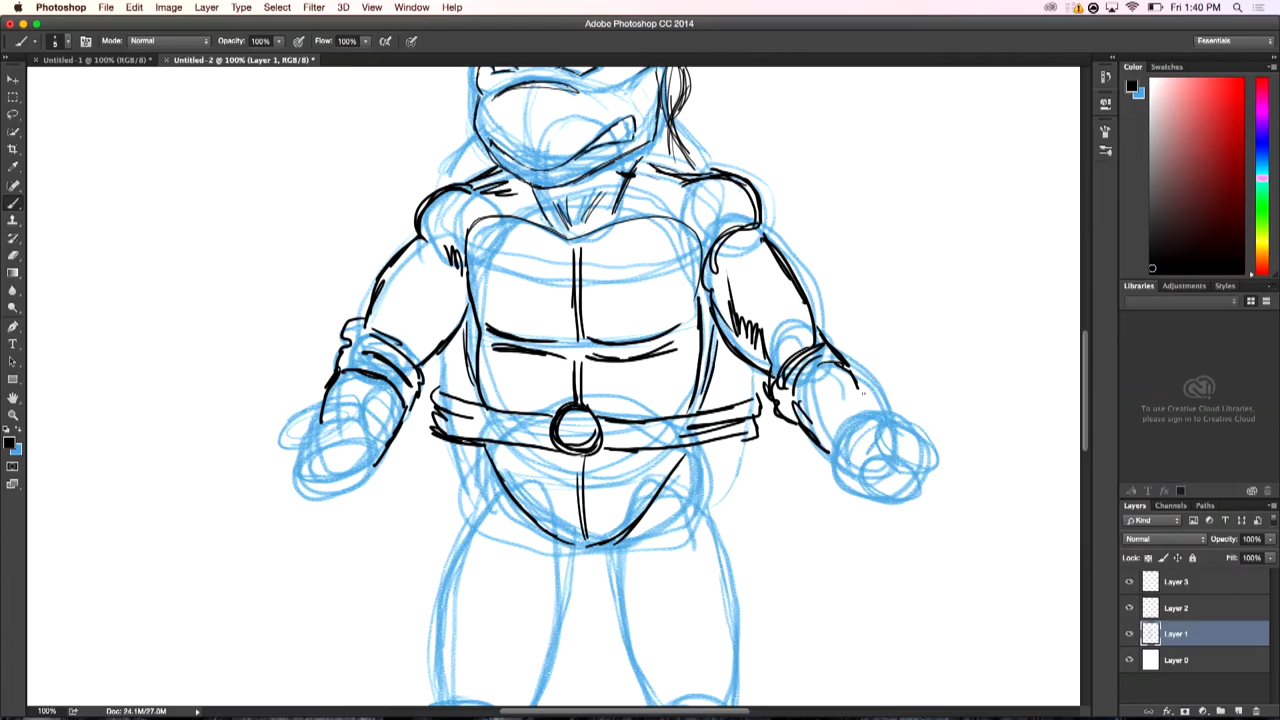 Photoshop File Edit Image Layer Type Select Filter 3D View Window Help Fri 1:40 PM
Adobe Photoshop CC 2014
5 Mode: Normal Opacity: 100% Flow: 100% Essentials
Untitled-1 @ 100% (RGB/8) * Untitled-2 @ 100% (Layer 1, RGB/8) *
Color Swatches
Libraries Adjustments Styles
To use Creative Cloud Libraries,
please sign in to Creative Cloud
Layers Channels Paths
Kind
Normal Opacity: 100%
Lock: Fill: 100%
Layer 3
Layer 2
Layer 1
Layer 0
100% Doc: 24.1M/27.0M